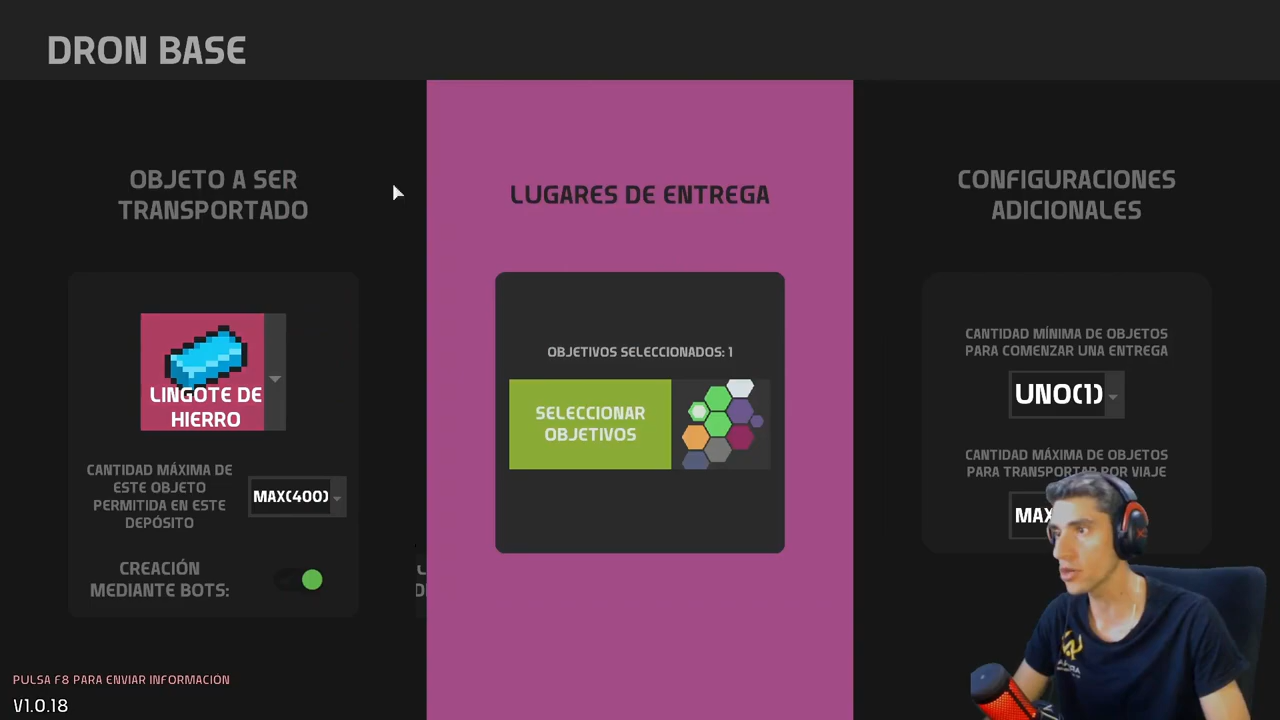 DRON BASE
OBJETO A SER
TRANSPORTADO
LINGOTE DE
HIERRO
CANTIDAD MÁXIMA DE
ESTE OBJETO
PERMITIDA EN ESTE
DEPÓSITO
MAX(400)
CREACIÓN
MEDIANTE BOTS:
LUGARES DE ENTREGA
OBJETIVOS SELECCIONADOS: 1
SELECCIONAR
OBJETIVOS
CONFIGURACIONES
ADICIONALES
CANTIDAD MÍNIMA DE OBJETOS
PARA COMENZAR UNA ENTREGA
UNO(1)
CANTIDAD MÁXIMA DE OBJETOS
PARA TRANSPORTAR POR VIAJE
MAX
PULSA F8 PARA ENVIAR INFORMACIÓN
V1.0.18